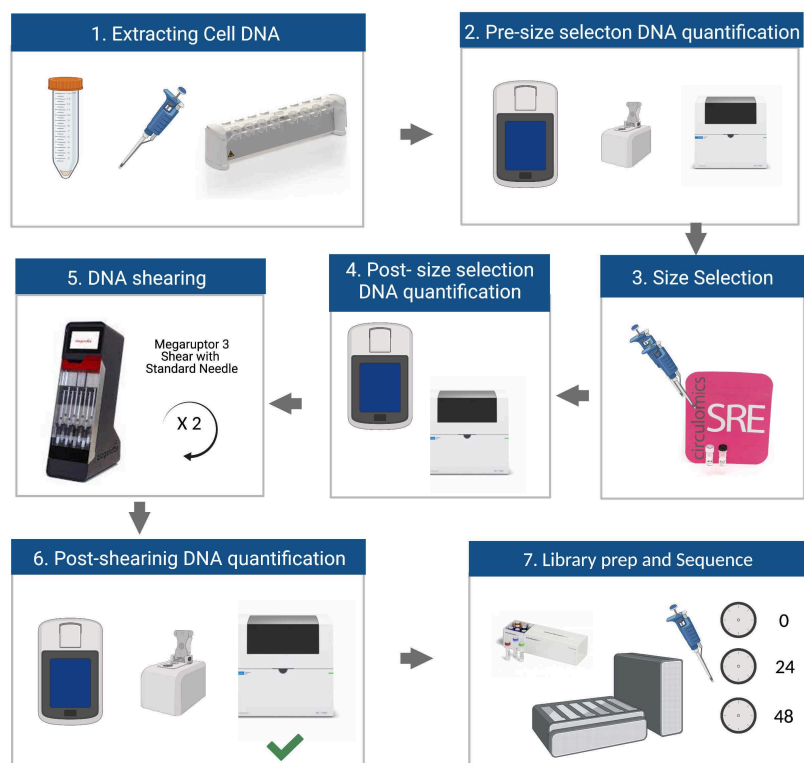 1. Extracting Cell DNA
2. Pre-size selecton DNA quantification
3. Size Selection
circulomics
SRE
4. Post- size selection
DNA quantification
5. DNA shearing
Megaruptor 3
Shear with
Standard Needle
X 2
6. Post-shearinig DNA quantification
7. Library prep and Sequence
0
24
48